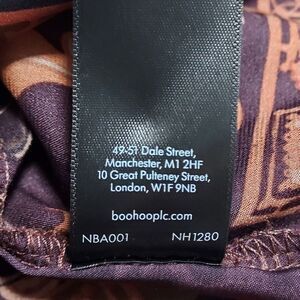 49-51 Dale Street,
Manchester, M1 2HF
10 Great Pulteney Street,
London, W1F 9NB
boohooplc.com
NBA001 NH1280